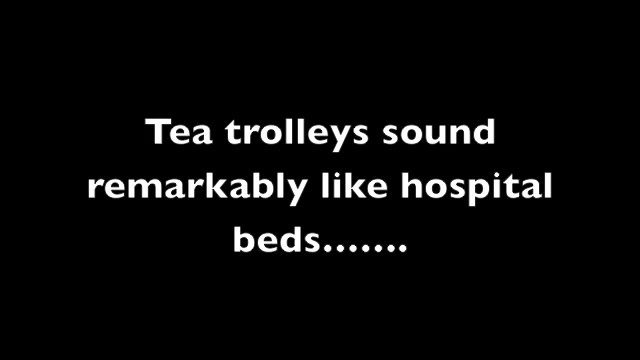 Tea trolleys sound
remarkably like hospital
beds.......